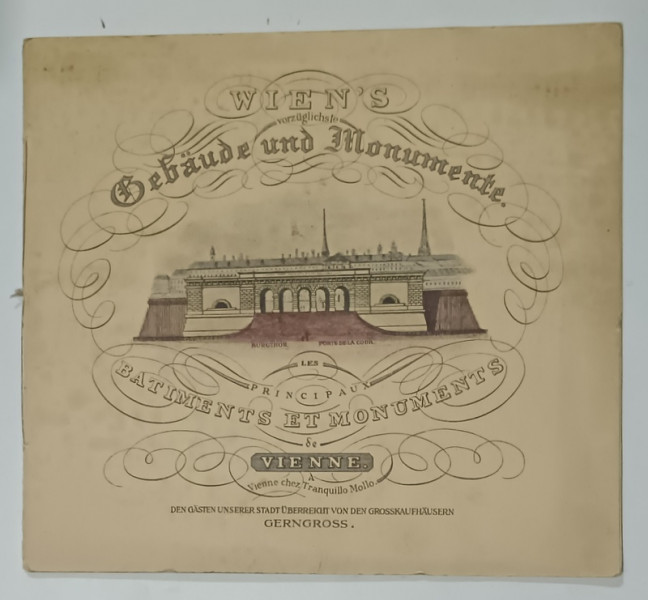 WIEN'S
vorzüglichste
Gebäude und Monumente.
BURGTHOR. PORTE DE LA COUR.
LES
PRINCIPAUX
BATIMENTS ET MONUMENTS
de
VIENNE.
A
Vienne chez Tranquillo Mollo.
DEN GÄSTEN UNSERER STADT ÜBERREICHT VON DEN GROSSKAUFHÄUSERN
GERNGROSS.